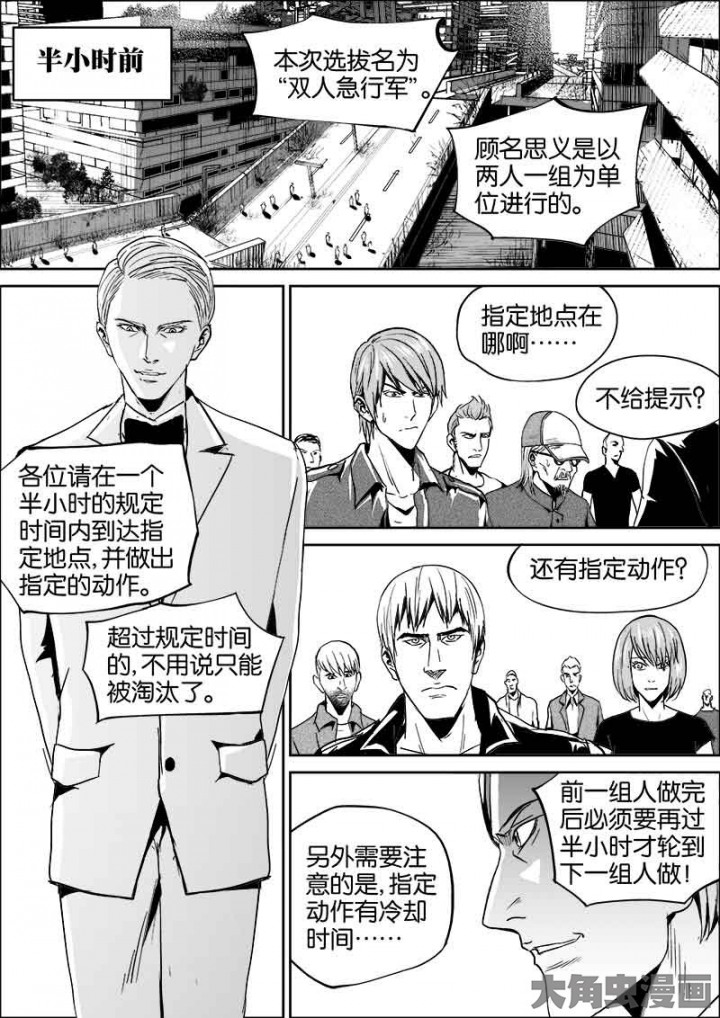 半小时前
本次选拔名为
“双人急行军”。
顾名思义是以
两人一组为单
位进行的。
各位请在一个
半小时的规定
时间内到达指
定地点,并做出
指定的动作。
超过规定时间
的,不用说只能
被淘汰了。
指定地点在
哪啊……
不给提示?
还有指定动作?
另外需要注
意的是,指定
动作有冷却
时间……
前一组人做完
后必须要再过
半小时才轮到
下一组人做!
大角虫漫画